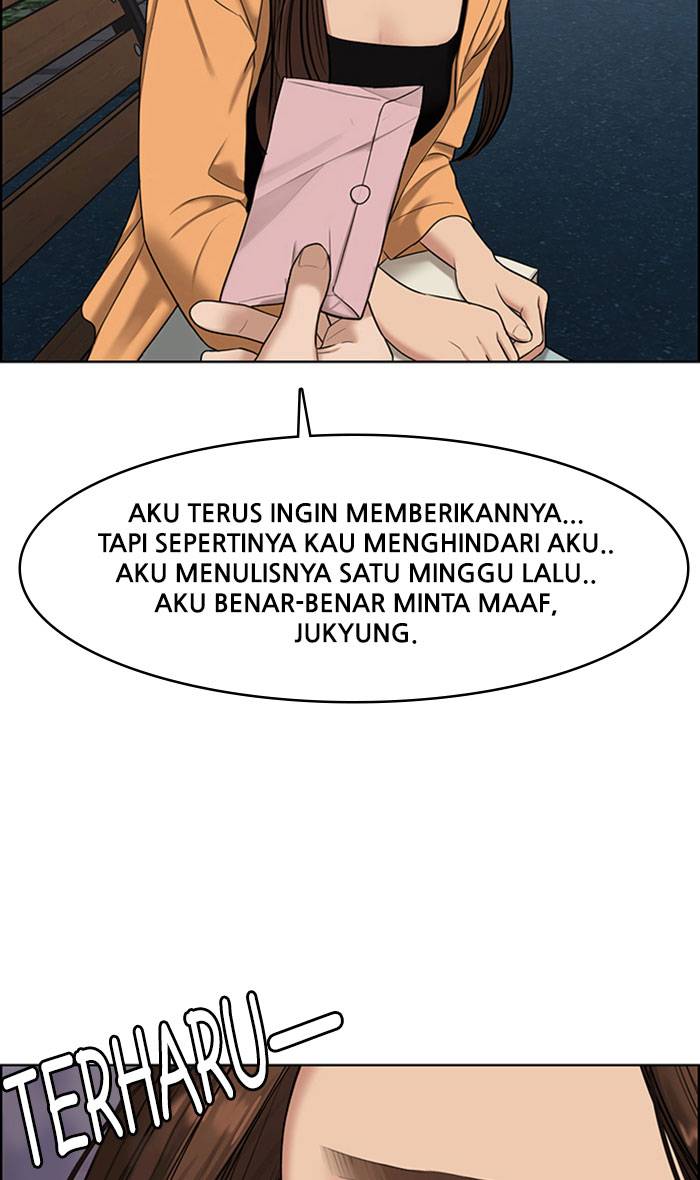 AKU TERUS INGIN MEMBERIKANNYA...
TAPI SEPERTINYA KAU MENGHINDARI AKU..
AKU MENULISNYA SATU MINGGU LALU..
AKU BENAR-BENAR MINTA MAAF,
JUKYUNG.
TERHARU—